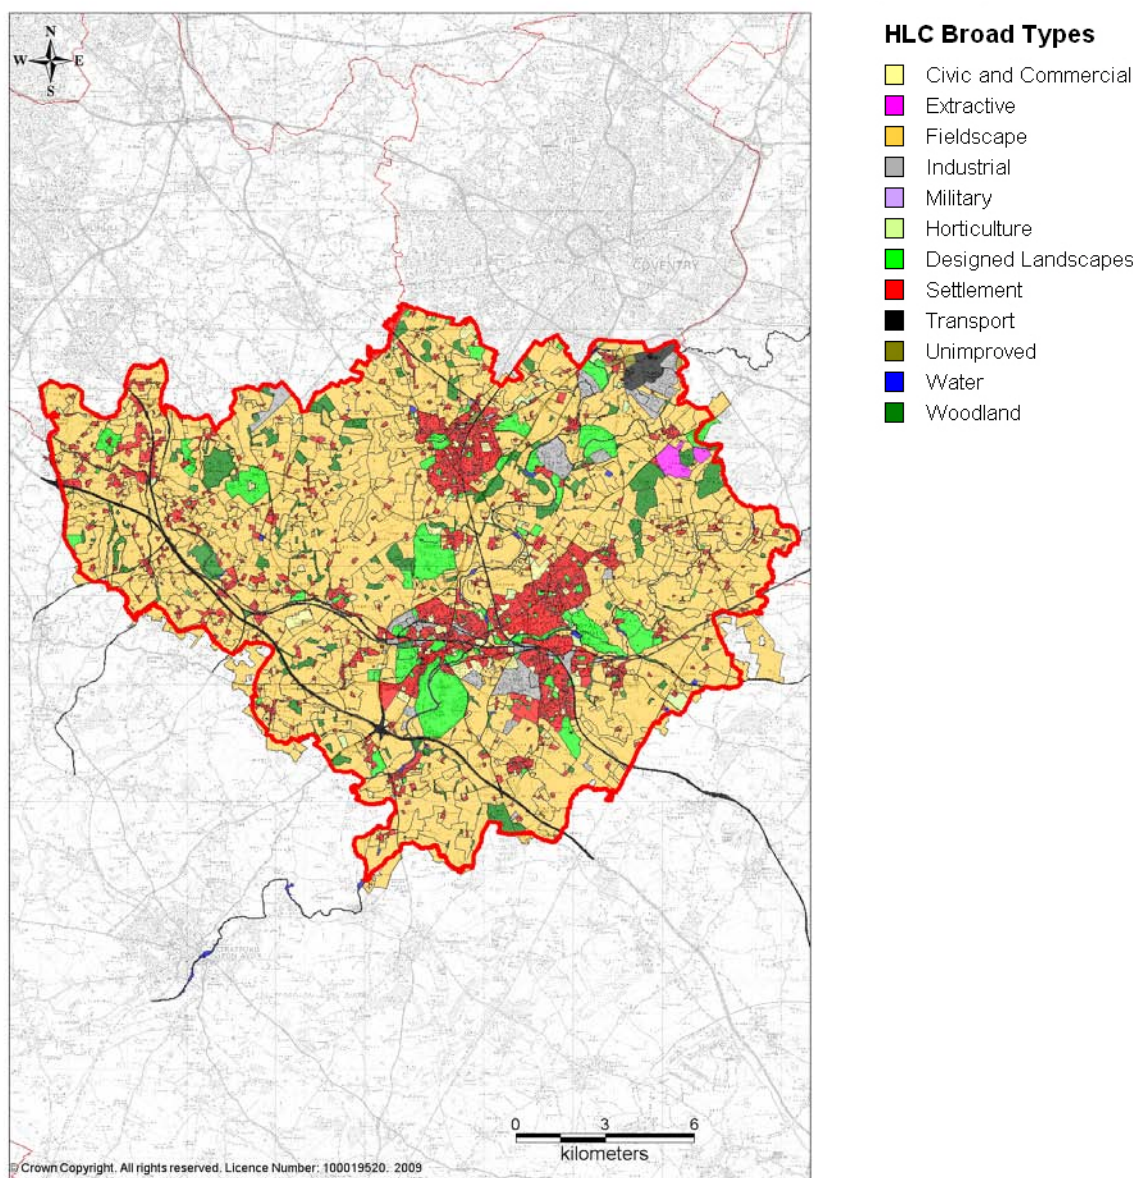 N
W E
S
COVENTRY
HLC Broad Types
Civic and Commercial
Extractive
Fieldscape
Industrial
Military
Horticulture
Designed Landscapes
Settlement
Transport
Unimproved
Water
Woodland
0 3 6
kilometers
© Crown Copyright. All rights reserved. Licence Number: 100019520. 2009